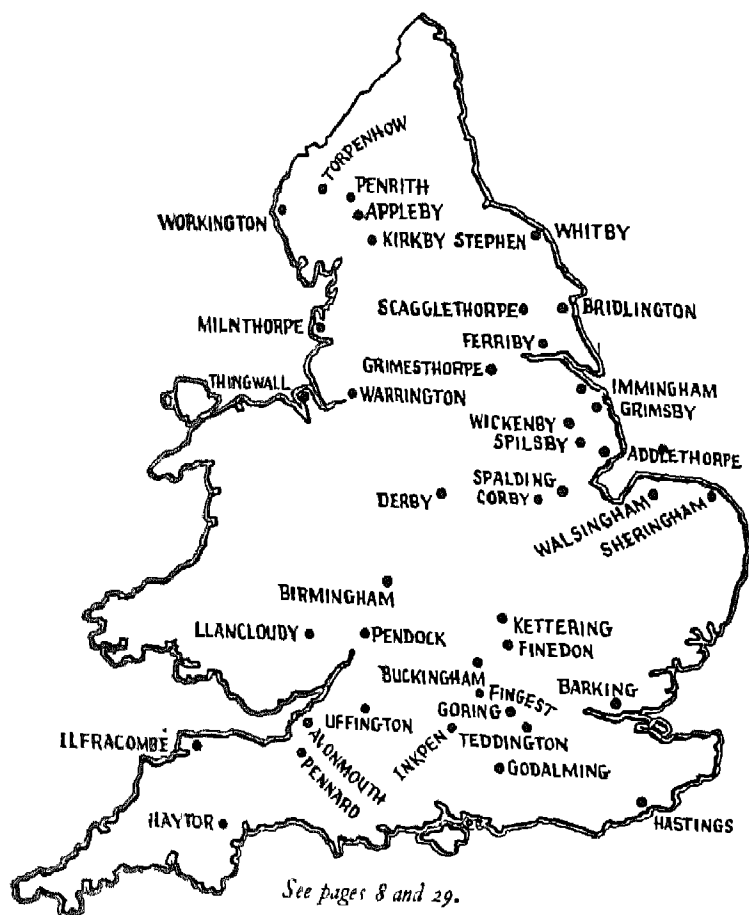 TORPENHOW
PENRITH
APPLEBY
WORKINGTON
KIRKBY STEPHEN
WHITBY
SCAGGLETHORPE
BRIDLINGTON
MILNTHORPE
FERRIBY
GRIMESTHORPE
THINGWALL
WARRINGTON
IMMINGHAM
GRIMSBY
WICKENBY
SPILSBY
ADDLETHORPE
SPALDING
DERBY
CORBY
WALSINGHAM
SHERINGHAM
BIRMINGHAM
KETTERING
LLANCLOUDY
PENDOCK
FINEDON
BUCKINGHAM
FINGEST
BARKING
UFFINGTON
GORING
ILFRACOMBE
AVONMOUTH
INKPEN
TEDDINGTON
PENNARD
GODALMING
HAYTOR
HASTINGS
See pages 8 and 29.